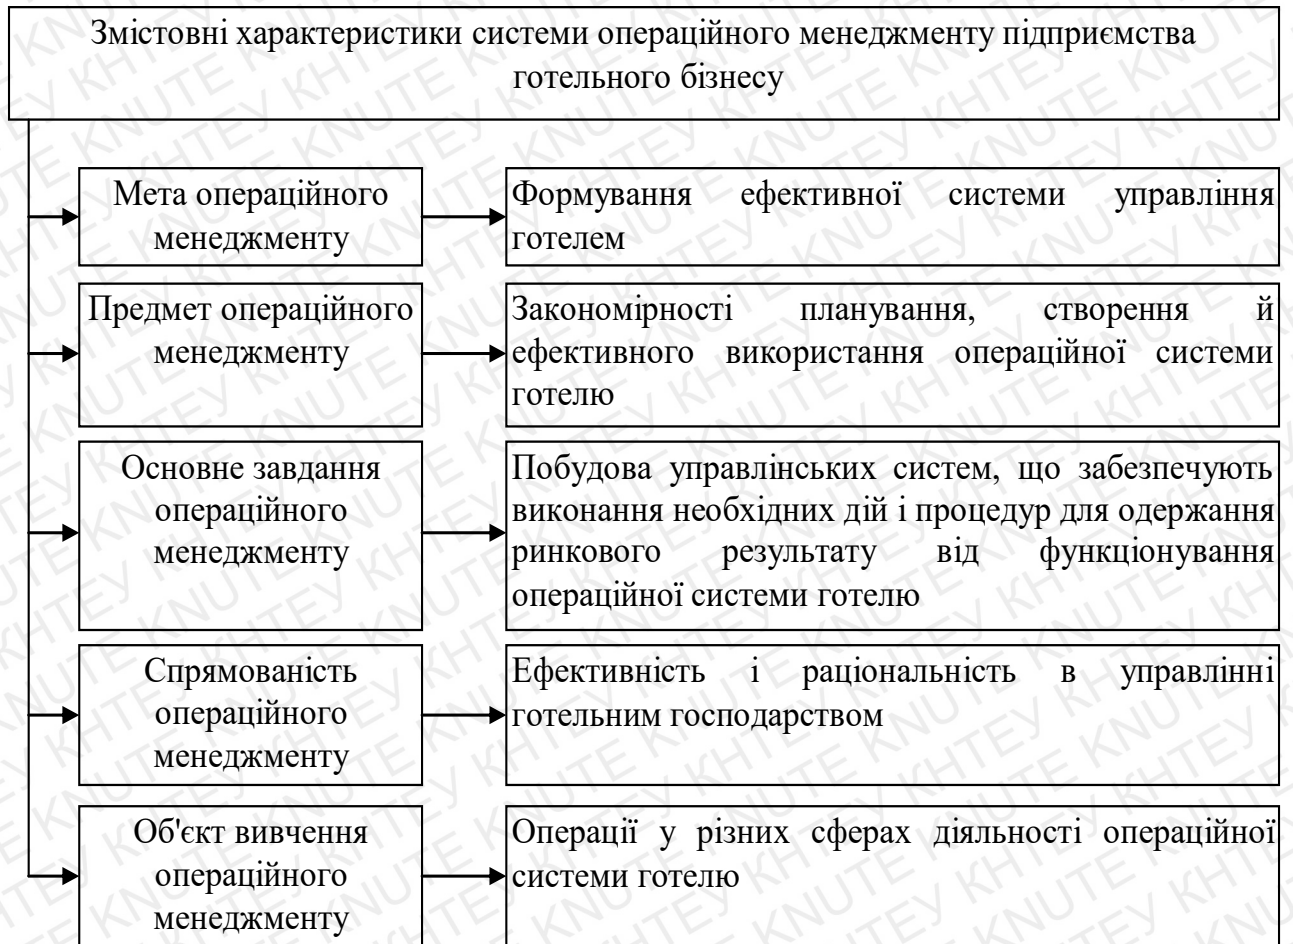 Змістовні характеристики системи операційного менеджменту підприємства
готельного бізнесу
Мета операційного
менеджменту
Формування ефективної системи управління
готелем
Предмет операційного
менеджменту
Закономірності планування, створення й
ефективного використання операційної системи
готелю
Основне завдання
операційного
менеджменту
Побудова управлінських систем, що забезпечують
виконання необхідних дій і процедур для одержання
ринкового результату від функціонування
операційної системи готелю
Спрямованість
операційного
менеджменту
Ефективність і раціональність в управлінні
готельним господарством
Об'єкт вивчення
операційного
менеджменту
Операції у різних сферах діяльності операційної
системи готелю